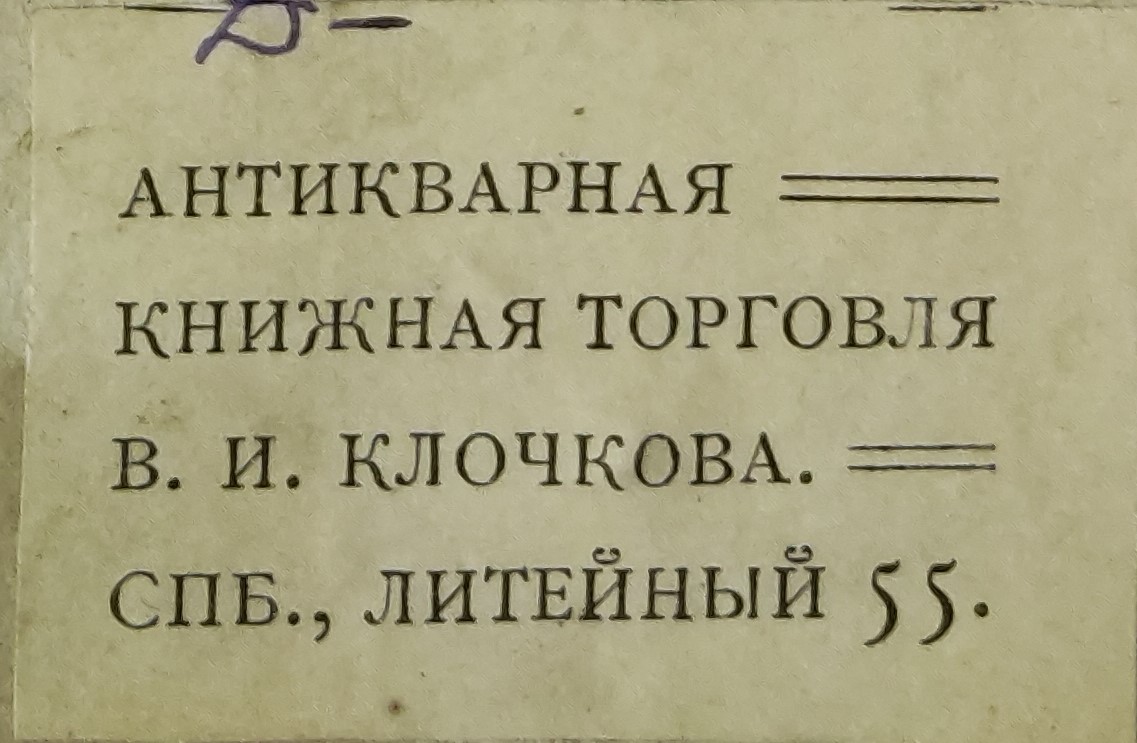 АНТИКВАРНАЯ
КНИЖНАЯ ТОРГОВЛЯ
В. И. КЛОЧКОВА.
СПБ., ЛИТЕЙНЫЙ 55.